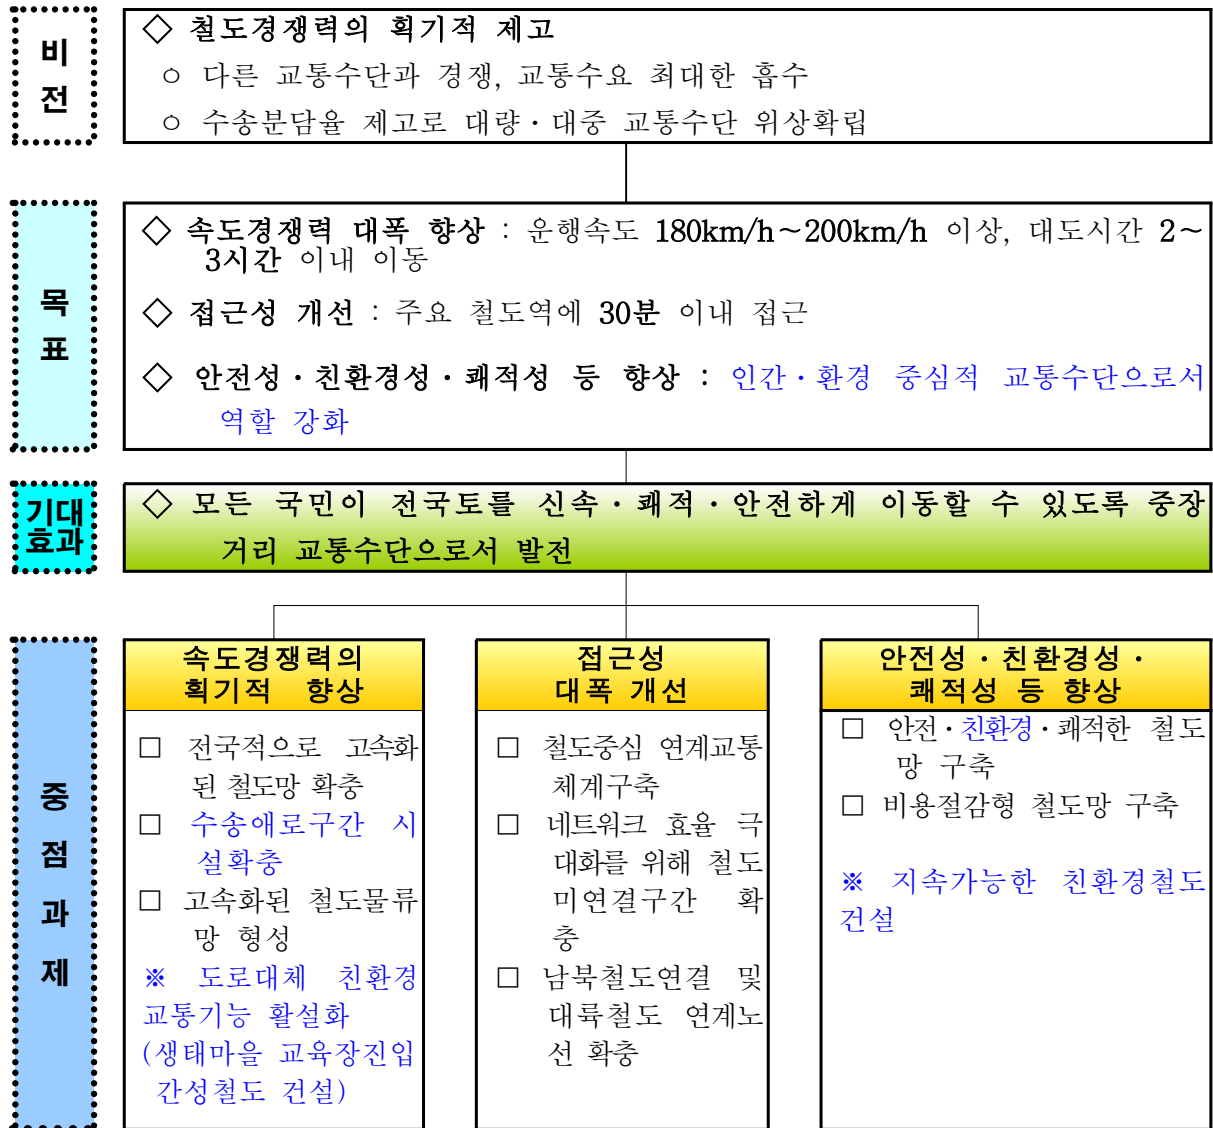 비
전
◇ 철도경쟁력의 획기적 제고
○ 다른 교통수단과 경쟁, 교통수요 최대한 흡수
○ 수송분담율 제고로 대량·대중 교통수단 위상확립
목
표
◇ 속도경쟁력 대폭 향상 : 운행속도 180km/h~200km/h 이상, 대도시간 2~
3시간 이내 이동
◇ 접근성 개선 : 주요 철도역에 30분 이내 접근
◇ 안전성·친환경성·쾌적성 등 향상 : 인간·환경 중심적 교통수단으로서
역할 강화
기대
효과
◇ 모든 국민이 전국토를 신속·쾌적·안전하게 이동할 수 있도록 중장
거리 교통수단으로서 발전
중
점
과
제
속도경쟁력의
획기적 향상
□ 전국적으로 고속화
된 철도망 확충
□ 수송애로구간 시
설확충
□ 고속화된 철도물류
망 형성
※ 도로대체 친환경
교통기능 활설화
(생태마을 교육장진입
간성철도 건설)
접근성
대폭 개선
□ 철도중심 연계교통
체계구축
□ 네트워크 효율 극
대화를 위해 철도
미연결구간 확
충
□ 남북철도연결 및
대륙철도 연계노
선 확충
안전성·친환경성·
쾌적성 등 향상
□ 안전·친환경·쾌적한 철도
망 구축
□ 비용절감형 철도망 구축
※ 지속가능한 친환경철도
건설